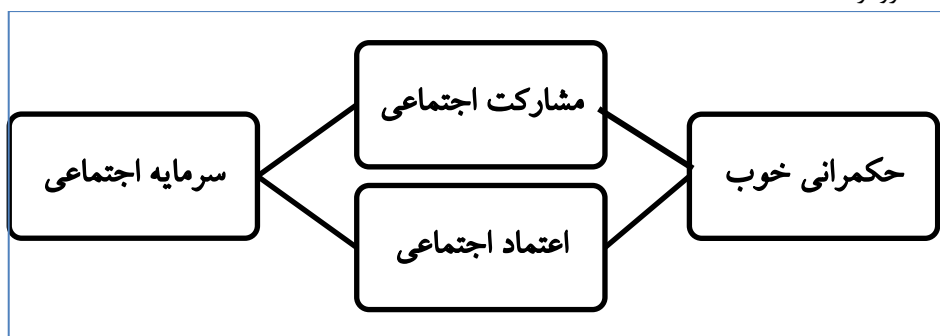 حکمرانی خوب
مشارکت اجتماعی
اعتماد اجتماعی
سرمایه اجتماعی